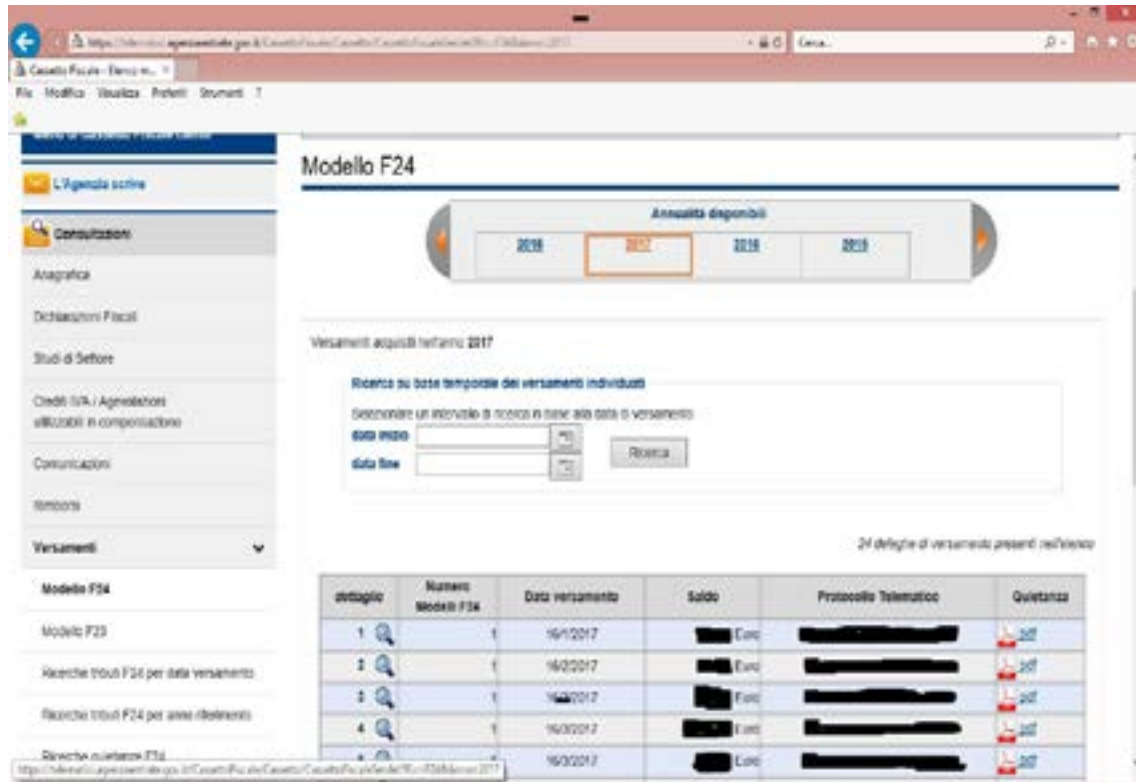 Cerca...
Cassetto Fiscale - Elenco m...
File Modifica Visualizza Preferiti Strumenti ?
L'Agenzia scrive
Consultazioni
Anagrafica
Dichiarazioni Fiscali
Studi di Settore
Crediti IVA / Agevolazioni
utilizzabili in compensazione
Comunicazioni
Rimborsi
Versamenti
Modello F24
Modello F23
Ricerche tributi F24 per data versamento
Ricerche tributi F24 per anno riferimento
Ricerche quietanze F24
Modello F24
Annualità disponibili
2018 2017 2016 2015
Versamenti acquisiti nell'anno 2017
Ricerca su base temporale dei versamenti individuati
Selezionare un intervallo di ricerca in base alla data di versamento
data inizio
data fine
Ricerca
24 deleghe di versamento presenti nell'elenco
dettaglio Numero Modelli F24 Data versamento Saldo Protocollo Telematico Quietanza
1 1 16/1/2017 Euro pdf
2 1 16/2/2017 Euro pdf
3 1 2017 Euro pdf
4 1 16/3/2017 Euro pdf
1 16/3/2017 Euro